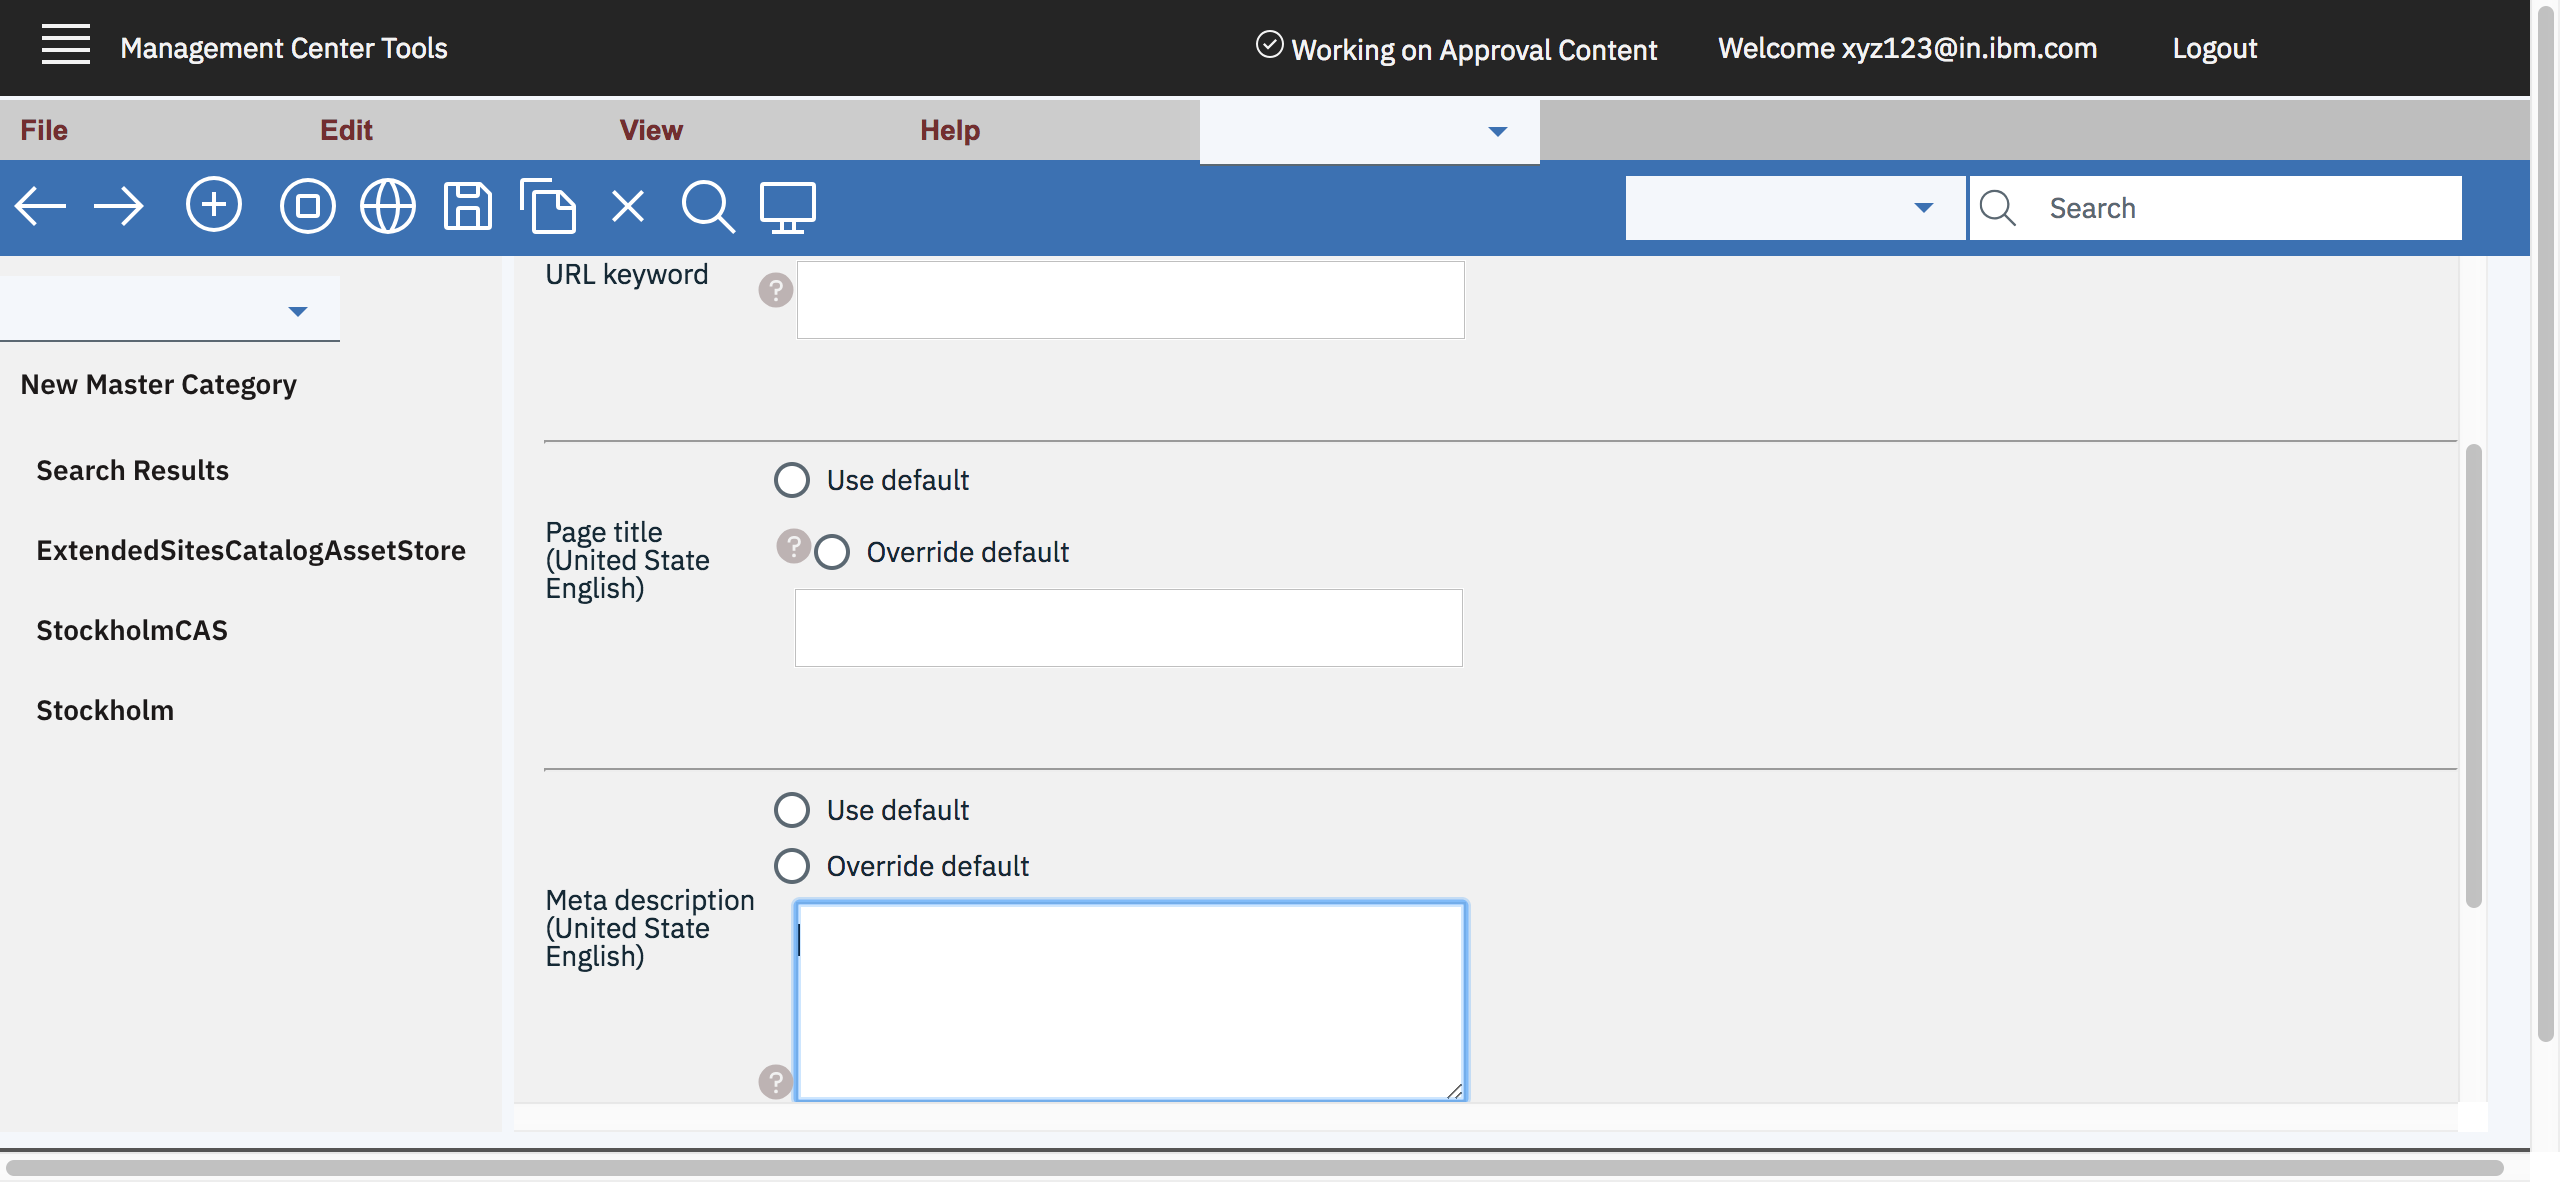 Management Center Tools
Working on Approval Content
Welcome xyz123@in.ibm.com
Logout
File
Edit
View
Help
Search
New Master Category
Search Results
ExtendedSitesCatalogAssetStore
StockholmCAS
Stockholm
URL keyword
?
Use default
Page title
(United State
English)
?
Override default
Use default
Override default
Meta description
(United State
English)
?